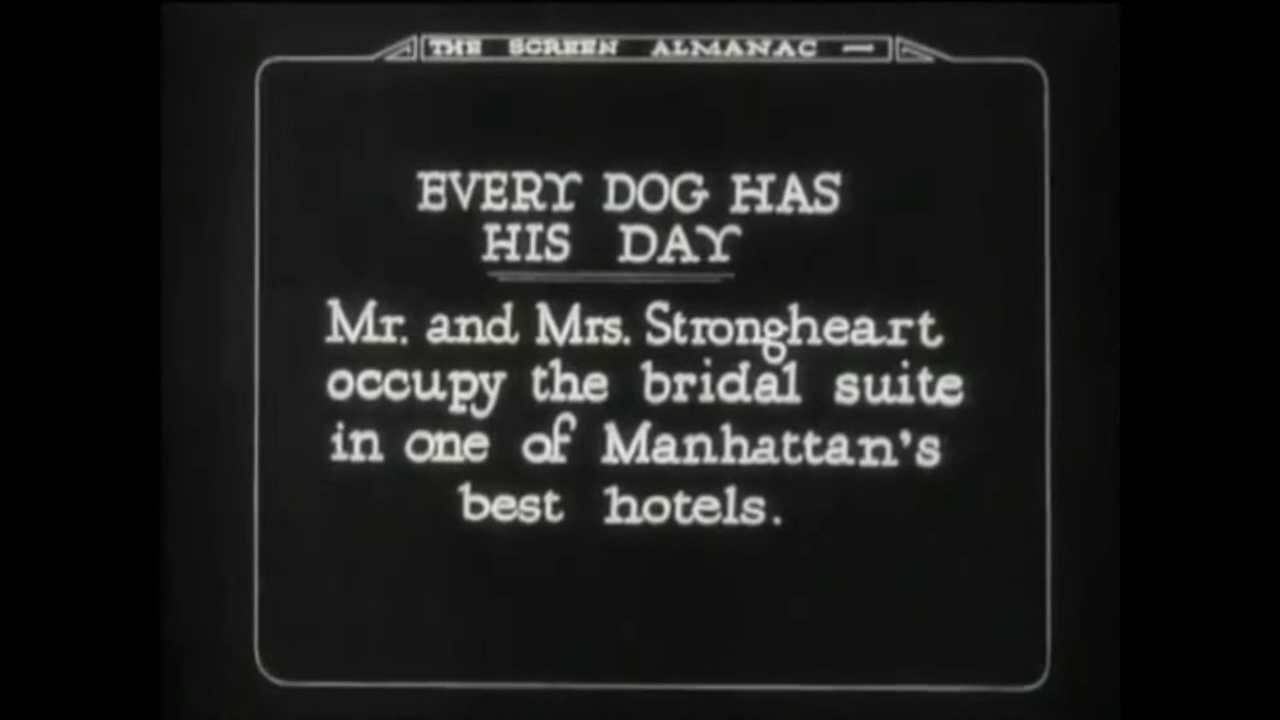 THE SCREEN ALMANAC —
EVERY DOG HAS
HIS DAY
Mr. and Mrs. Strongheart
occupy the bridal suite
in one of Manhattan's
best hotels.